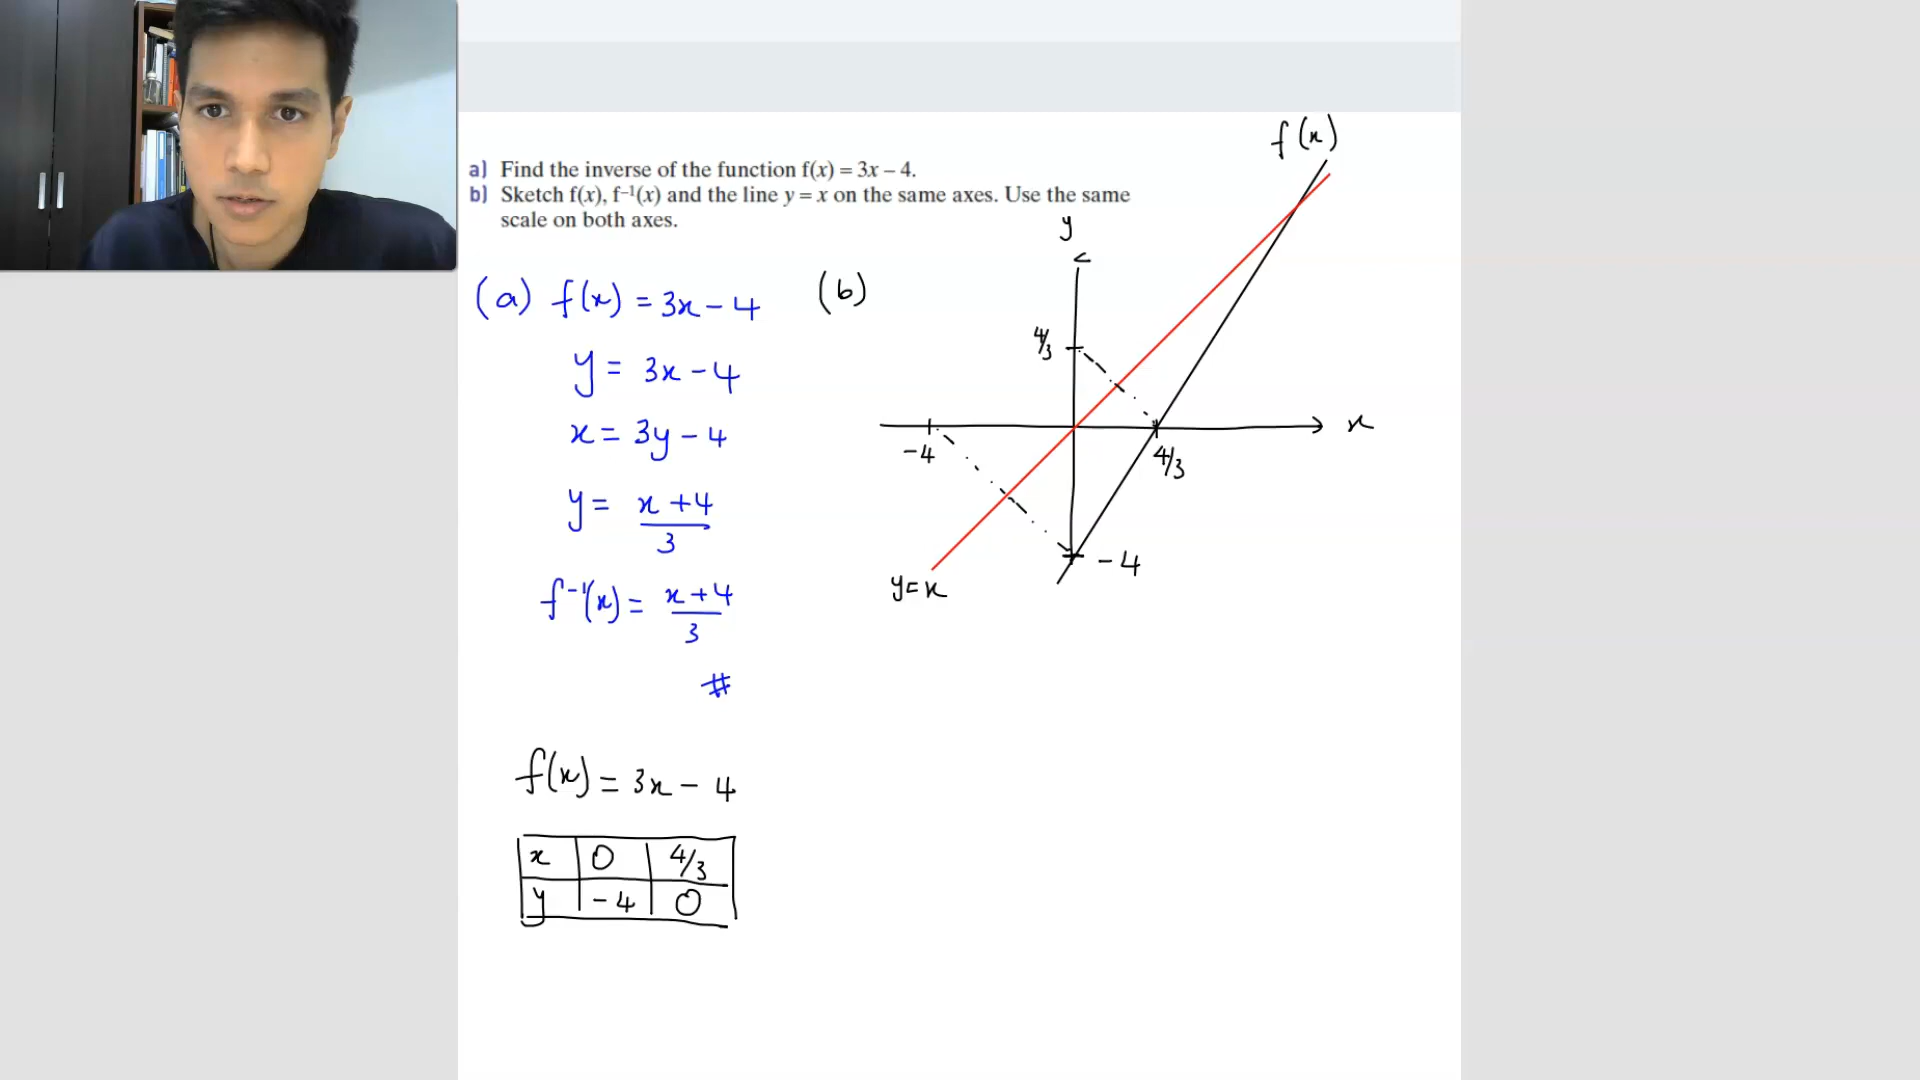 a) Find the inverse of the function f(x) = 3x – 4.
b) Sketch f(x), f⁻¹(x) and the line y = x on the same axes. Use the same
scale on both axes.
(a) f(x) = 3x – 4
y = 3x – 4
x = 3y – 4
y = x + 4 / 3
f⁻¹(x) = x + 4 / 3
#
f(x) = 3x – 4
x 0 4/3
y –4 0
(b)
f(x)
y
4/3
x
–4
4/3
–4
y = x